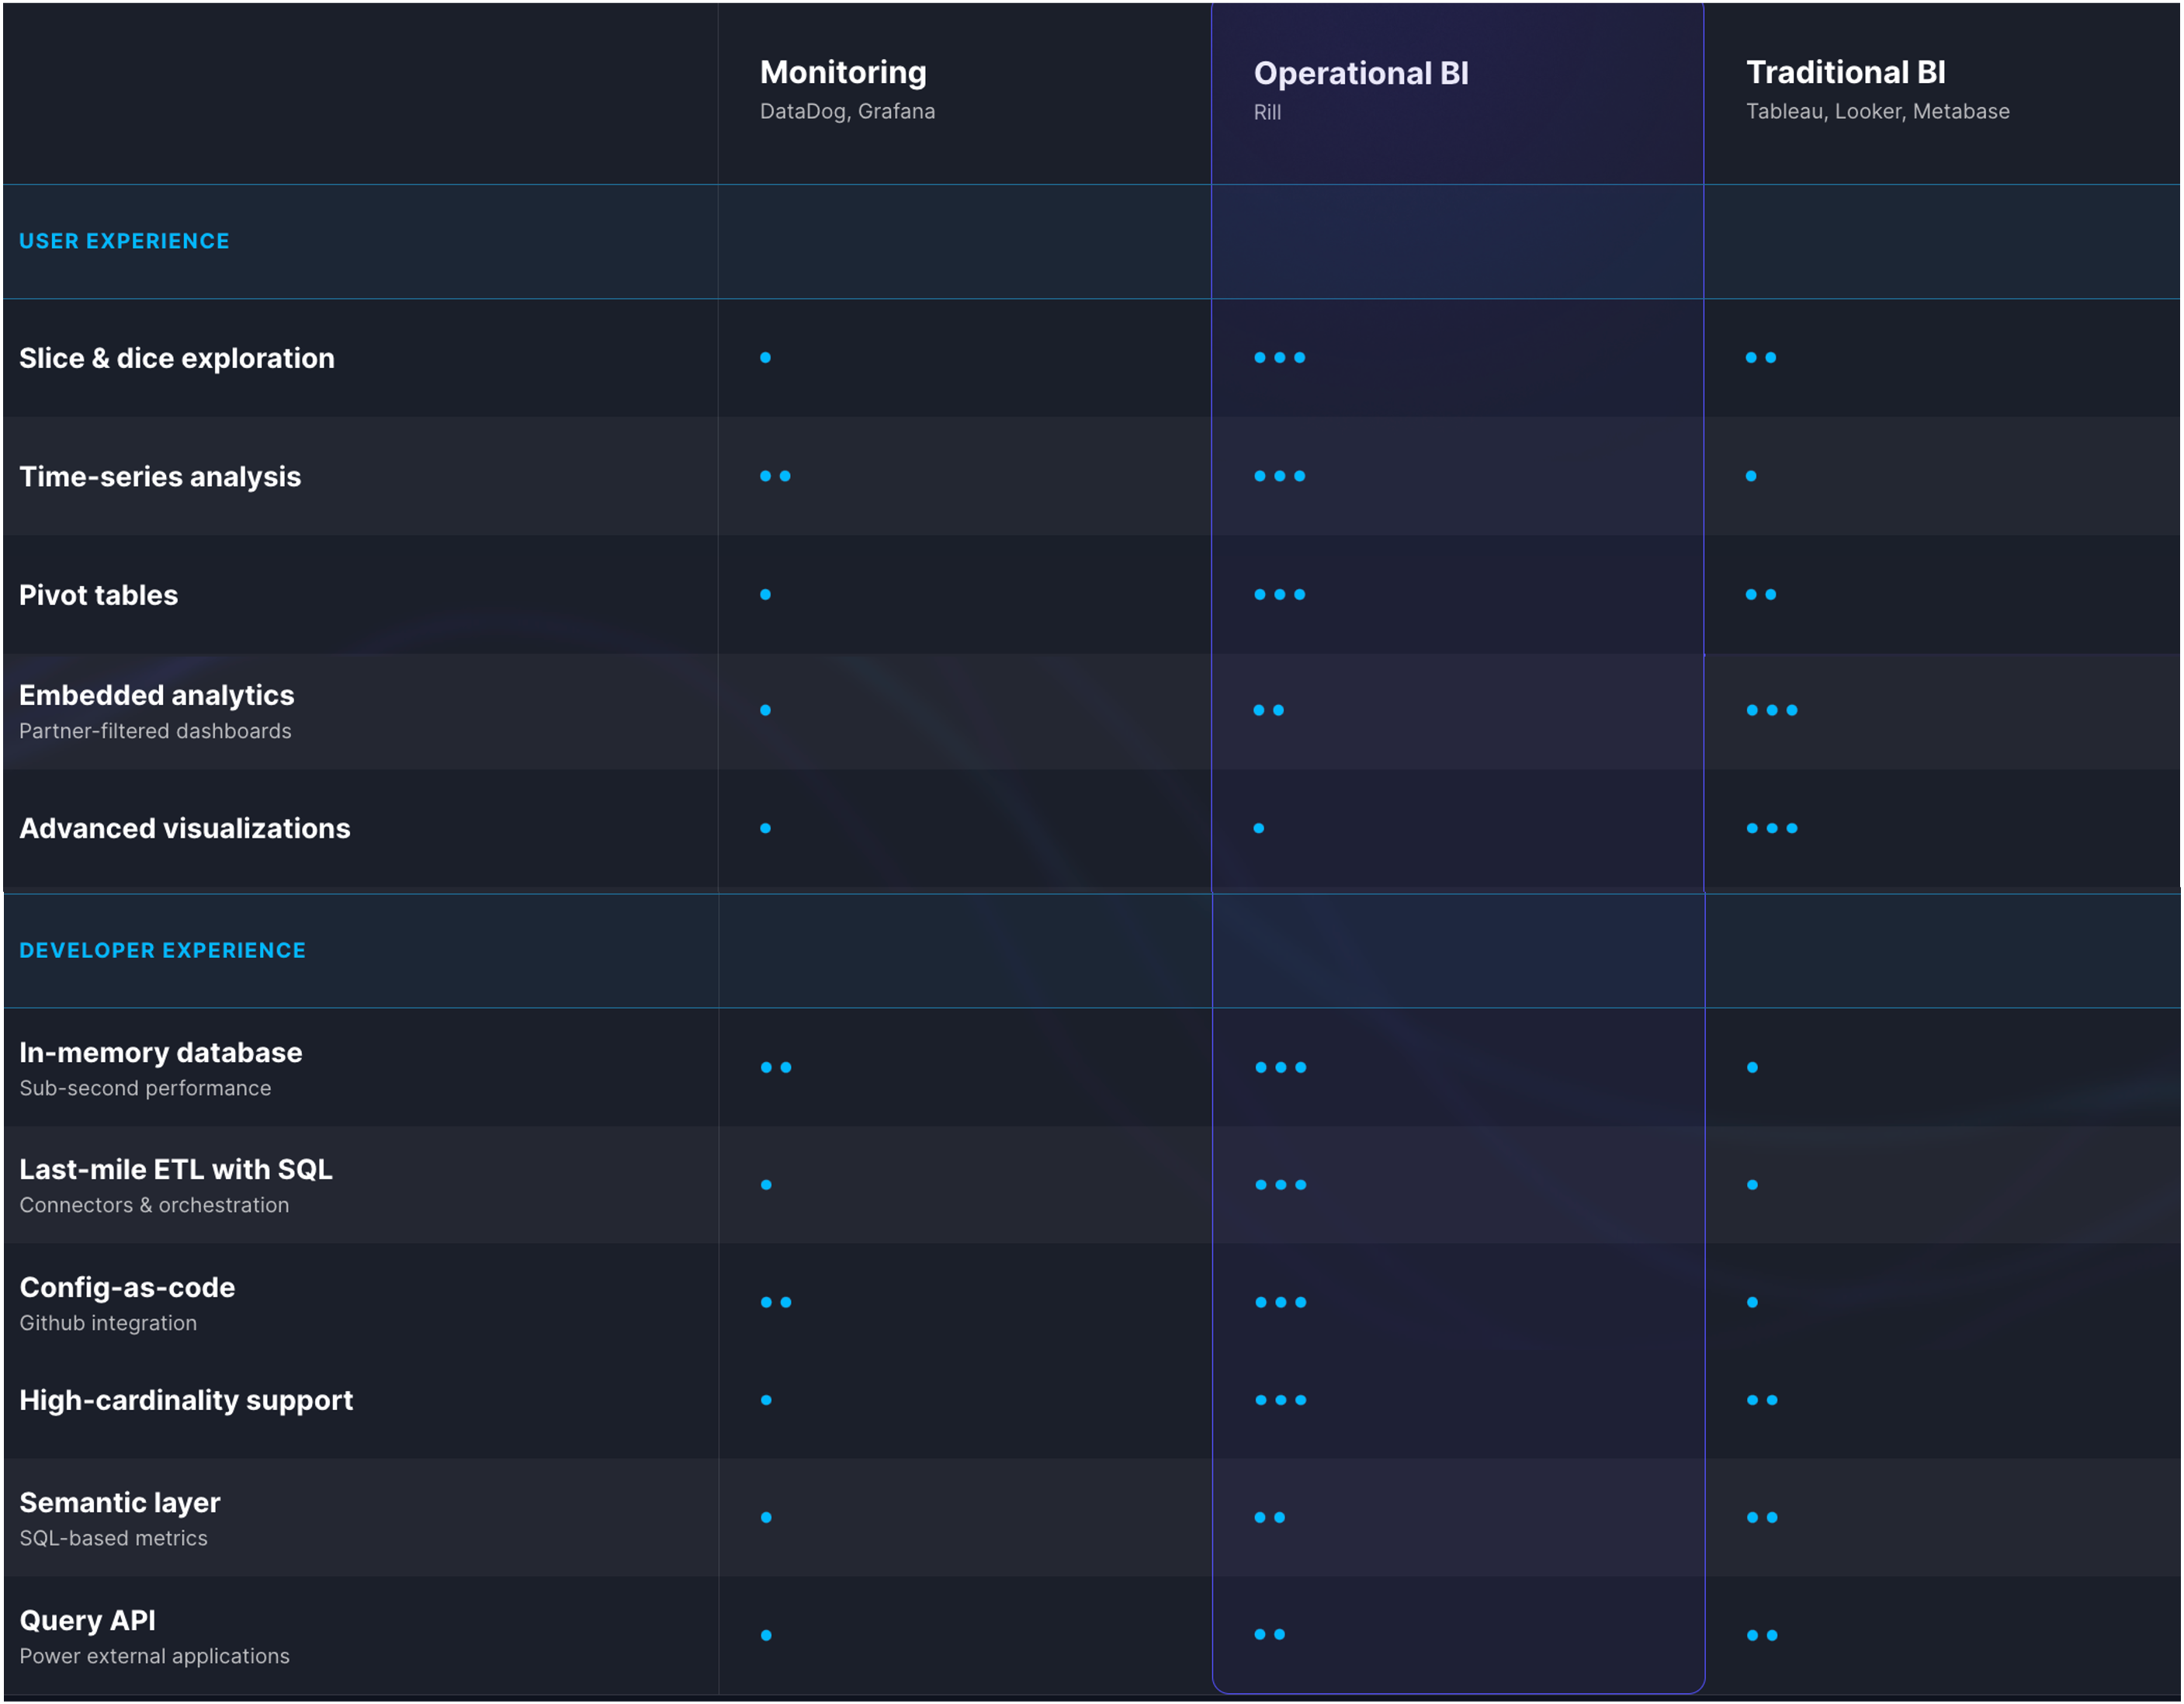 Monitoring
DataDog, Grafana
Operational BI
Rill
Traditional BI
Tableau, Looker, Metabase
USER EXPERIENCE
Slice & dice exploration
Time-series analysis
Pivot tables
Embedded analytics
Partner-filtered dashboards
Advanced visualizations
DEVELOPER EXPERIENCE
In-memory database
Sub-second performance
Last-mile ETL with SQL
Connectors & orchestration
Config-as-code
Github integration
High-cardinality support
Semantic layer
SQL-based metrics
Query API
Power external applications